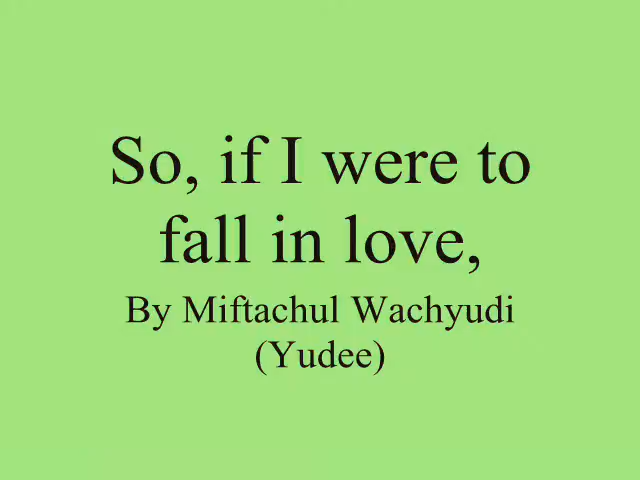 So, if I were to
fall in love,
By Miftachul Wachyudi
(Yudee)